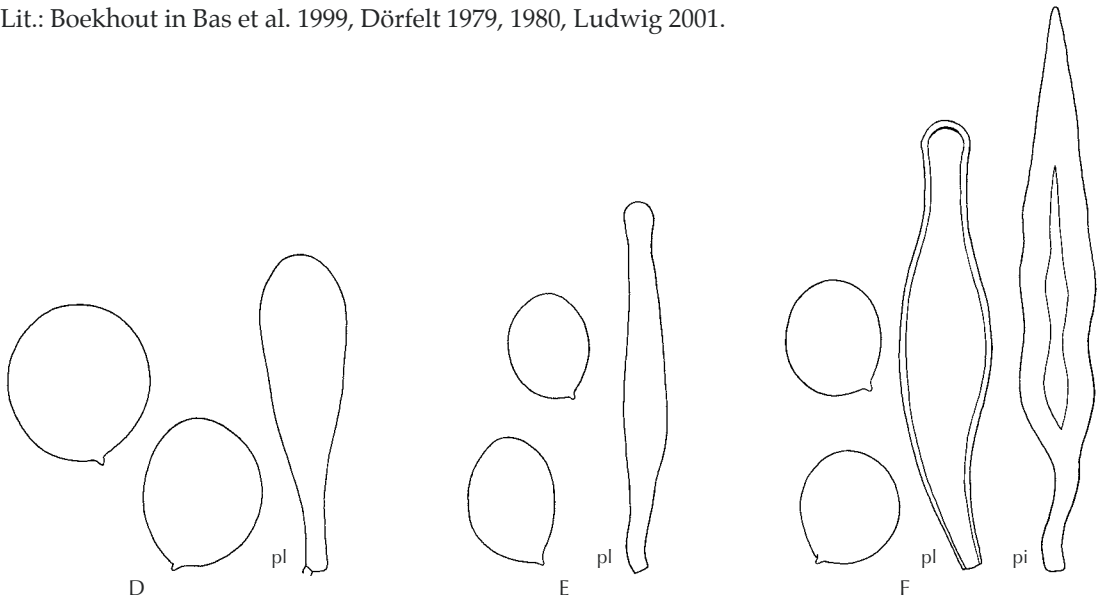 Lit.: Boekhout in Bas et al. 1999, Dörfelt 1979, 1980, Ludwig 2001.
pl pl pl pi
D E F